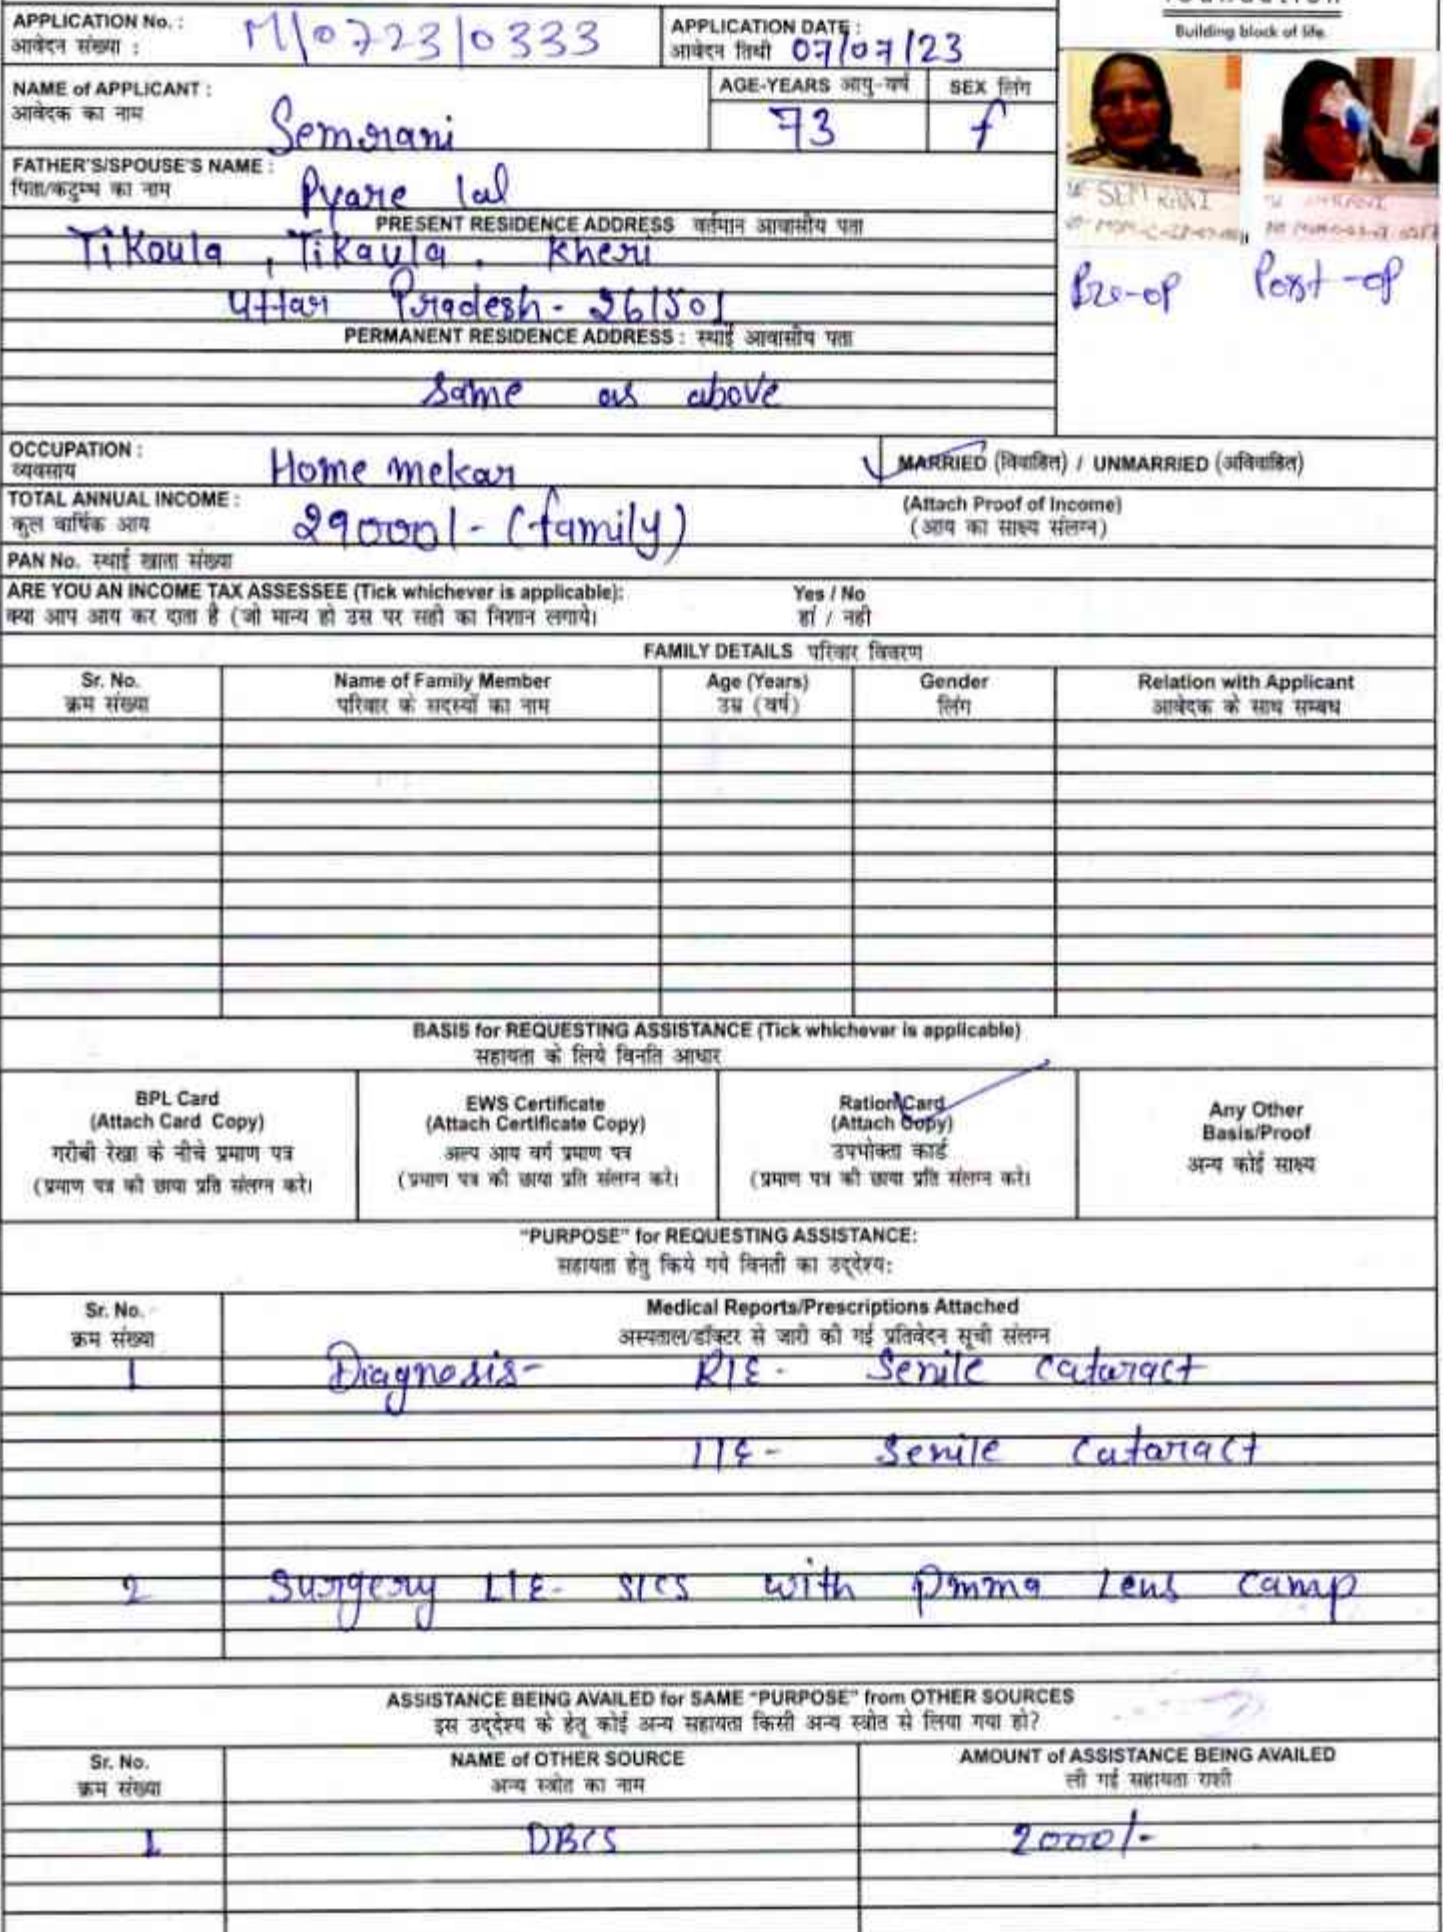 Building block of life.
APPLICATION No. :
आवेदन संख्या :
M/0723/0333
APPLICATION DATE :
आवेदन तिथी 07/07/23
NAME of APPLICANT :
आवेदक का नाम
Semrani
AGE-YEARS आयु-वर्ष
73
SEX लिंग
f
FATHER'S/SPOUSE'S NAME :
पिता/कटुम्ब का नाम
Pyare lal
SEMRANI
PRESENT RESIDENCE ADDRESS वर्तमान आवासीय पता
Tikoula , Tikaula , Kheri
Uttar Pradesh - 261501
Pre-op Post-op
PERMANENT RESIDENCE ADDRESS : स्थाई आवासीय पता
Same as above
OCCUPATION :
व्यवसाय
Home mekar
MARRIED (विवाहित) / UNMARRIED (अविवाहित)
TOTAL ANNUAL INCOME :
कुल वार्षिक आय
29000/- (family)
(Attach Proof of Income)
(आय का साक्ष्य संलग्न)
PAN No. स्थाई खाता संख्या
ARE YOU AN INCOME TAX ASSESSEE (Tick whichever is applicable): Yes / No
क्या आप आय कर दाता है (जो मान्य हो उस पर सही का निशान लगाये। हां / नही
FAMILY DETAILS परिवार विवरण
Sr. No. Name of Family Member Age (Years) Gender Relation with Applicant
क्रम संख्या परिवार के सदस्यों का नाम उम्र (वर्ष) लिंग आवेदक के साथ सम्बध
BASIS for REQUESTING ASSISTANCE (Tick whichever is applicable)
सहायता के लिये विनति आधार
BPL Card
(Attach Card Copy)
गरीबी रेखा के नीचे प्रमाण पत्र
(प्रमाण पत्र की छाया प्रति संलग्न करे।
EWS Certificate
(Attach Certificate Copy)
अल्प आय वर्ग प्रमाण पत्र
(प्रमाण पत्र की छाया प्रति संलग्न करे।
Ration Card
(Attach Copy)
उपभोक्ता कार्ड
(प्रमाण पत्र की छाया प्रति संलग्न करे।
Any Other
Basis/Proof
अन्य कोई साक्ष्य
"PURPOSE" for REQUESTING ASSISTANCE:
सहायता हेतु किये गये विनती का उद्देश्य:
Sr. No. Medical Reports/Prescriptions Attached
क्रम संख्या अस्पताल/डॉक्टर से जारी की गई प्रतिवेदन सूची संलग्न
1 Diagnosis- R/E- Senile Cataract
L/E- Senile Cataract
2 Surgery L/E- SICS with Pmma Lens Camp
ASSISTANCE BEING AVAILED for SAME "PURPOSE" from OTHER SOURCES
इस उद्देश्य के हेतू कोई अन्य सहायता किसी अन्य स्त्रोत से लिया गया हो?
Sr. No. NAME of OTHER SOURCE AMOUNT of ASSISTANCE BEING AVAILED
क्रम संख्या अन्य स्त्रोत का नाम ली गई सहायता राशी
1 DBCS 2000/-